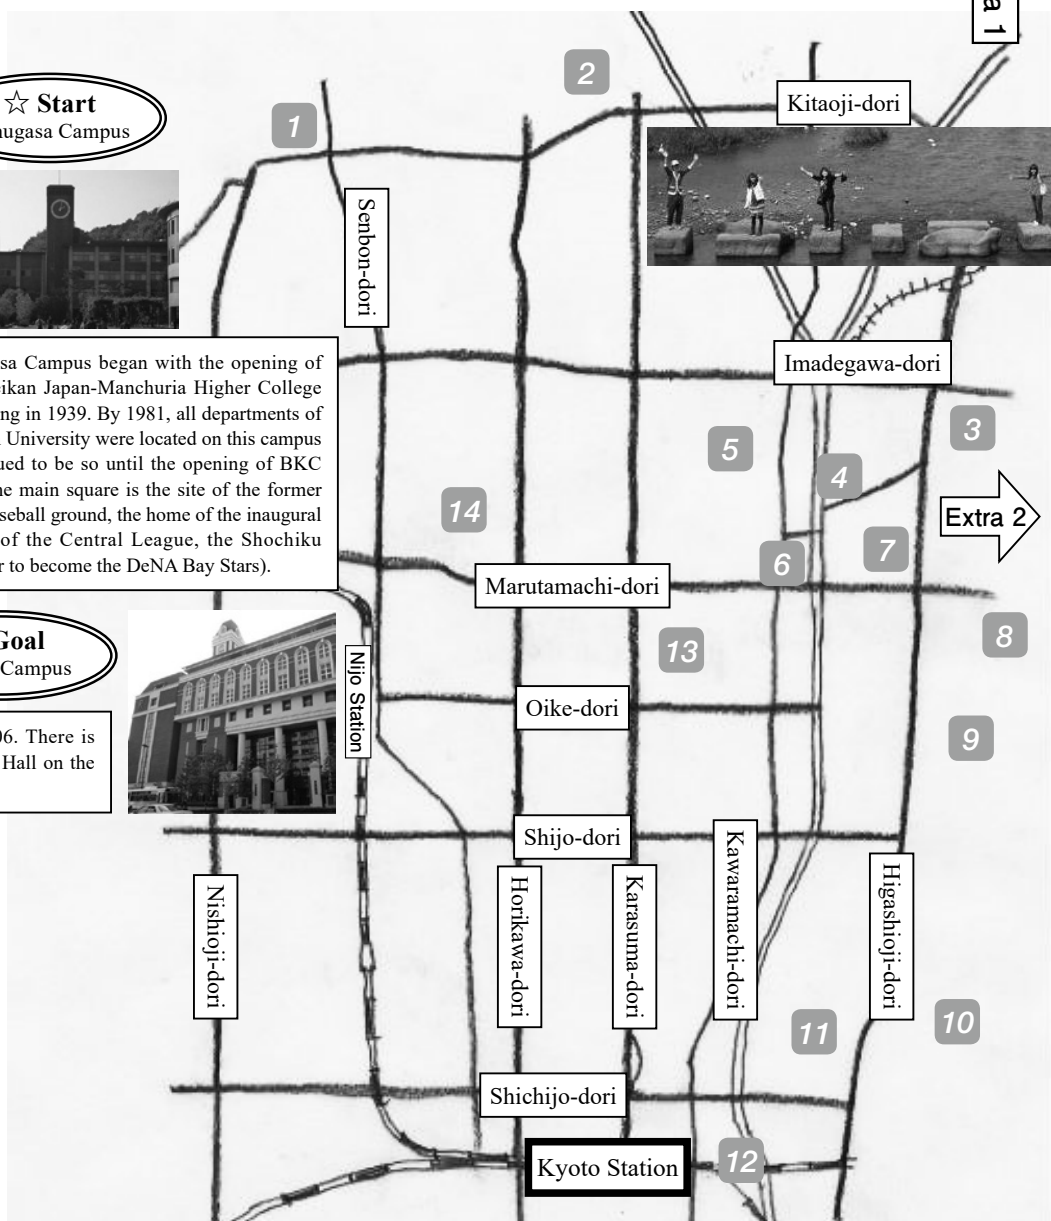 a 1
2
Kitaoji-dori
☆ Start
ugasa Campus
1
Senbon-dori
sa Campus began with the opening of
eikan Japan-Manchuria Higher College
ng in 1939. By 1981, all departments of
University were located on this campus
ued to be so until the opening of BKC
ne main square is the site of the former
seball ground, the home of the inaugural
of the Central League, the Shochiku
r to become the DeNA Bay Stars).
Imadegawa-dori
3
5
4
14
Extra 2
7
6
Marutamachi-dori
8
13
Goal
Campus
Nijo Station
Oike-dori
06. There is
Hall on the
9
Shijo-dori
Nishioji-dori
Horikawa-dori
Karasuma-dori
Kawaramachi-dori
Higashioji-dori
11
10
Shichijo-dori
Kyoto Station
12